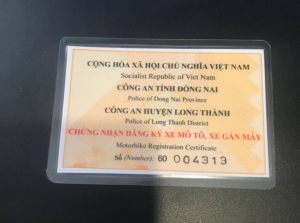 CỘNG HÒA XÃ HỘI CHỦ NGHĨA VIỆT NAM
Socialist Republic of Viet Nam
CÔNG AN TỈNH ĐỒNG NAI
Police of Dong Nai Province
CÔNG AN HUYỆN LONG THÀNH
Police of Long Thanh District
CHỨNG NHẬN ĐĂNG KÝ XE MÔ TÔ, XE GẮN MÁY
Motorbike Registration Certificate
Số (Number): 60 004313